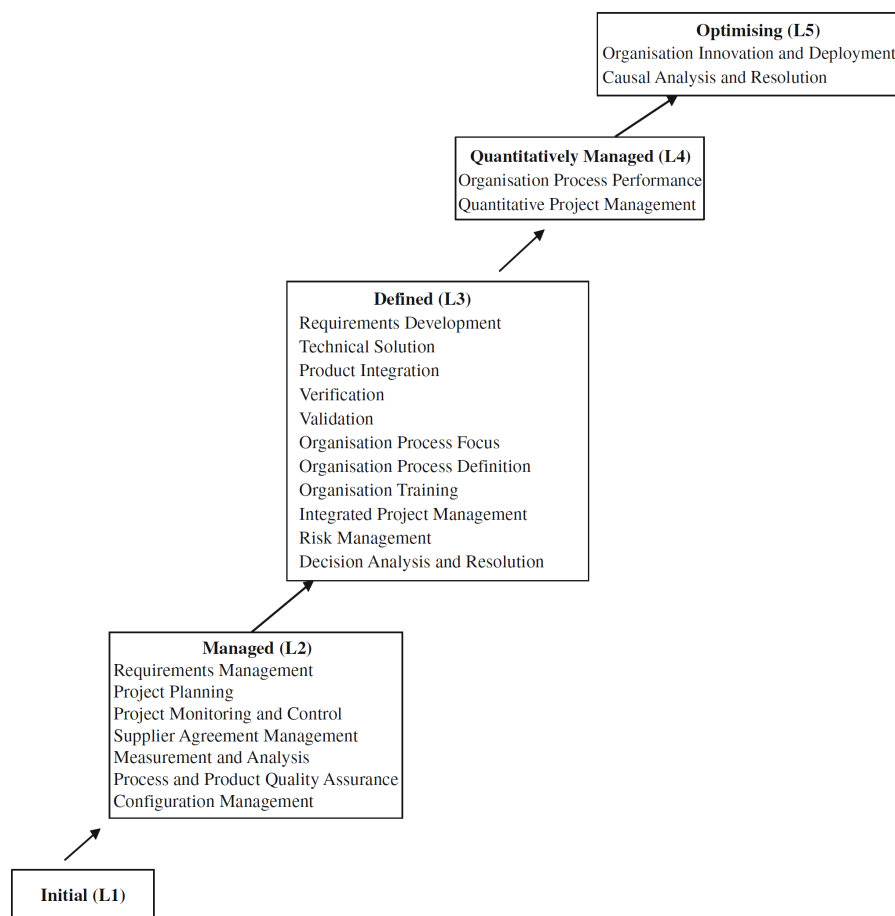 Optimising (L5)
Organisation Innovation and Deployment
Causal Analysis and Resolution
Quantitatively Managed (L4)
Organisation Process Performance
Quantitative Project Management
Defined (L3)
Requirements Development
Technical Solution
Product Integration
Verification
Validation
Organisation Process Focus
Organisation Process Definition
Organisation Training
Integrated Project Management
Risk Management
Decision Analysis and Resolution
Managed (L2)
Requirements Management
Project Planning
Project Monitoring and Control
Supplier Agreement Management
Measurement and Analysis
Process and Product Quality Assurance
Configuration Management
Initial (L1)